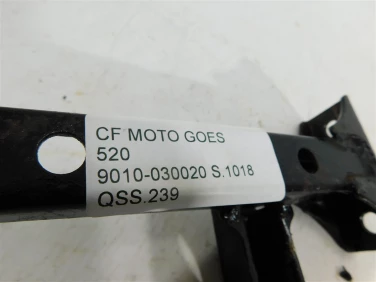 CF MOTO GOES
520
9010-030020 S.1018
QSS.239